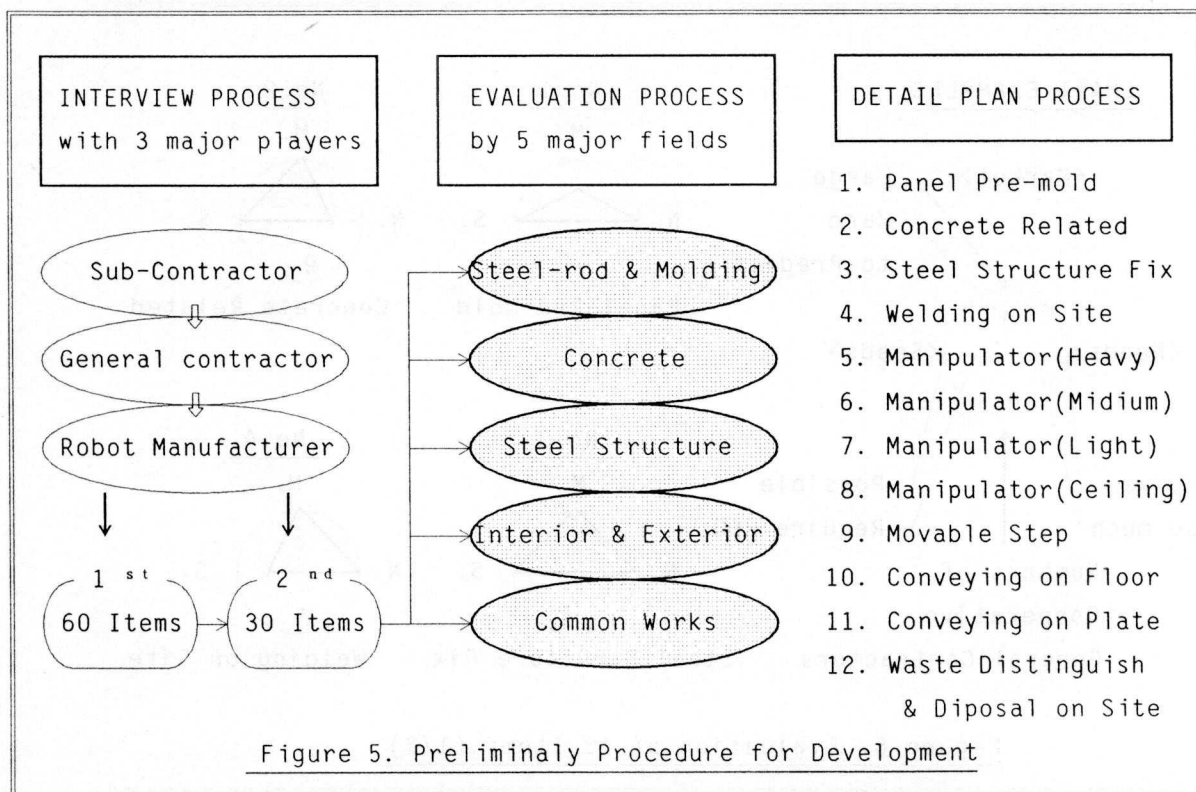 INTERVIEW PROCESS
with 3 major players
Sub-Contractor
General contractor
Robot Manufacturer
1 st
60 Items
2 nd
30 Items
EVALUATION PROCESS
by 5 major fields
Steel-rod & Molding
Concrete
Steel Structure
Interior & Exterior
Common Works
DETAIL PLAN PROCESS
1. Panel Pre-mold
2. Concrete Related
3. Steel Structure Fix
4. Welding on Site
5. Manipulator(Heavy)
6. Manipulator(Midium)
7. Manipulator(Light)
8. Manipulator(Ceiling)
9. Movable Step
10. Conveying on Floor
11. Conveying on Plate
12. Waste Distinguish
& Diposal on Site
Figure 5. Preliminaly Procedure for Development